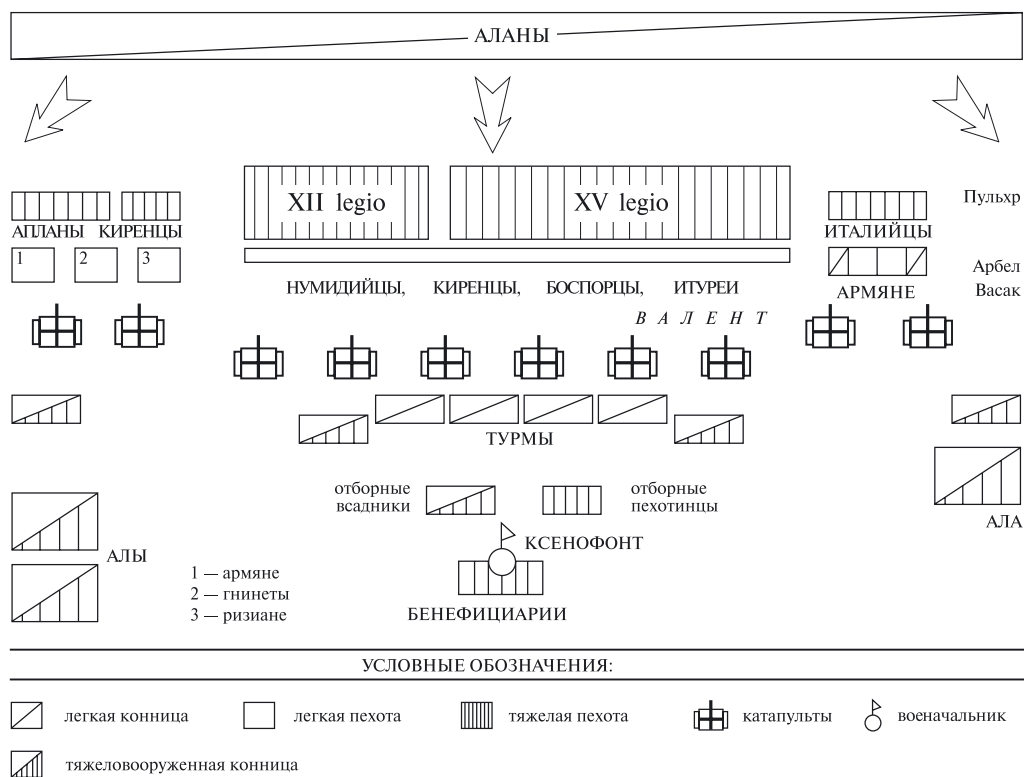 АЛАНЫ
XII legio XV legio
Пульхр
АПЛАНЫ КИРЕНЦЫ
ИТАЛИЙЦЫ
1 2 3
Арбел
Васак
НУМИДИЙЦЫ, КИРЕНЦЫ, БОСПОРЦЫ, ИТУРЕИ
АРМЯНЕ
ВАЛЕНТ
ТУРМЫ
отборные
всадники
отборные
пехотинцы
АЛА
КСЕНОФОНТ
АЛЫ
1 — армяне
2 — гниneты
3 — ризиане
БЕНЕФИЦИАРИИ
УСЛОВНЫЕ ОБОЗНАЧЕНИЯ:
легкая конница легкая пехота тяжелая пехота катапульты военачальник
тяжеловооруженная конница